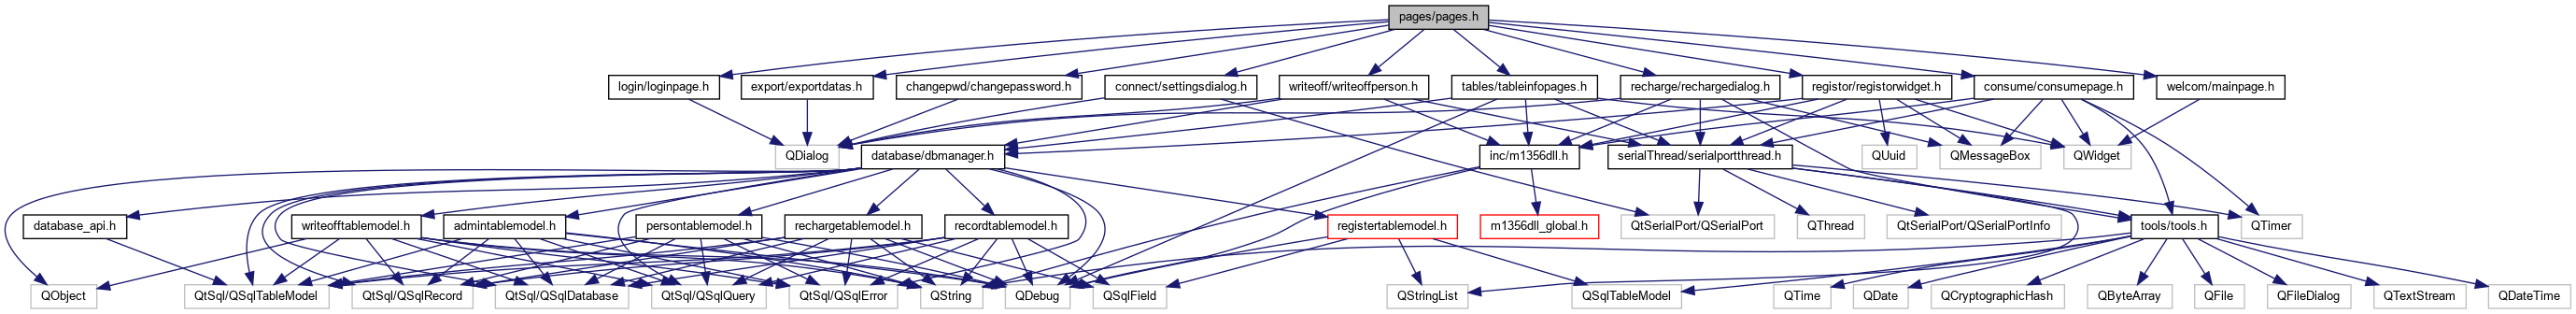 pages/pages.h
login/loginpage.h
export/exportdatas.h
changepwd/changepassword.h
connect/settingsdialog.h
writeoff/writeoffperson.h
tables/tableinfopages.h
recharge/rechargedialog.h
registor/registorwidget.h
consume/consumepage.h
welcom/mainpage.h
QDialog
database/dbmanager.h
inc/m1356dll.h
serialThread/serialportthread.h
QUuid
QMessageBox
QWidget
database_api.h
writeofftablemodel.h
admintablemodel.h
persontablemodel.h
rechargetablemodel.h
recordtablemodel.h
registertablemodel.h
m1356dll_global.h
QtSerialPort/QSerialPort
QThread
QtSerialPort/QSerialPortInfo
tools/tools.h
QTimer
QObject
QtSql/QSqlTableModel
QtSql/QSqlRecord
QtSql/QSqlDatabase
QtSql/QSqlQuery
QtSql/QSqlError
QString
QDebug
QSqlField
QStringList
QSqlTableModel
QTime
QDate
QCryptographicHash
QByteArray
QFile
QFileDialog
QTextStream
QDateTime